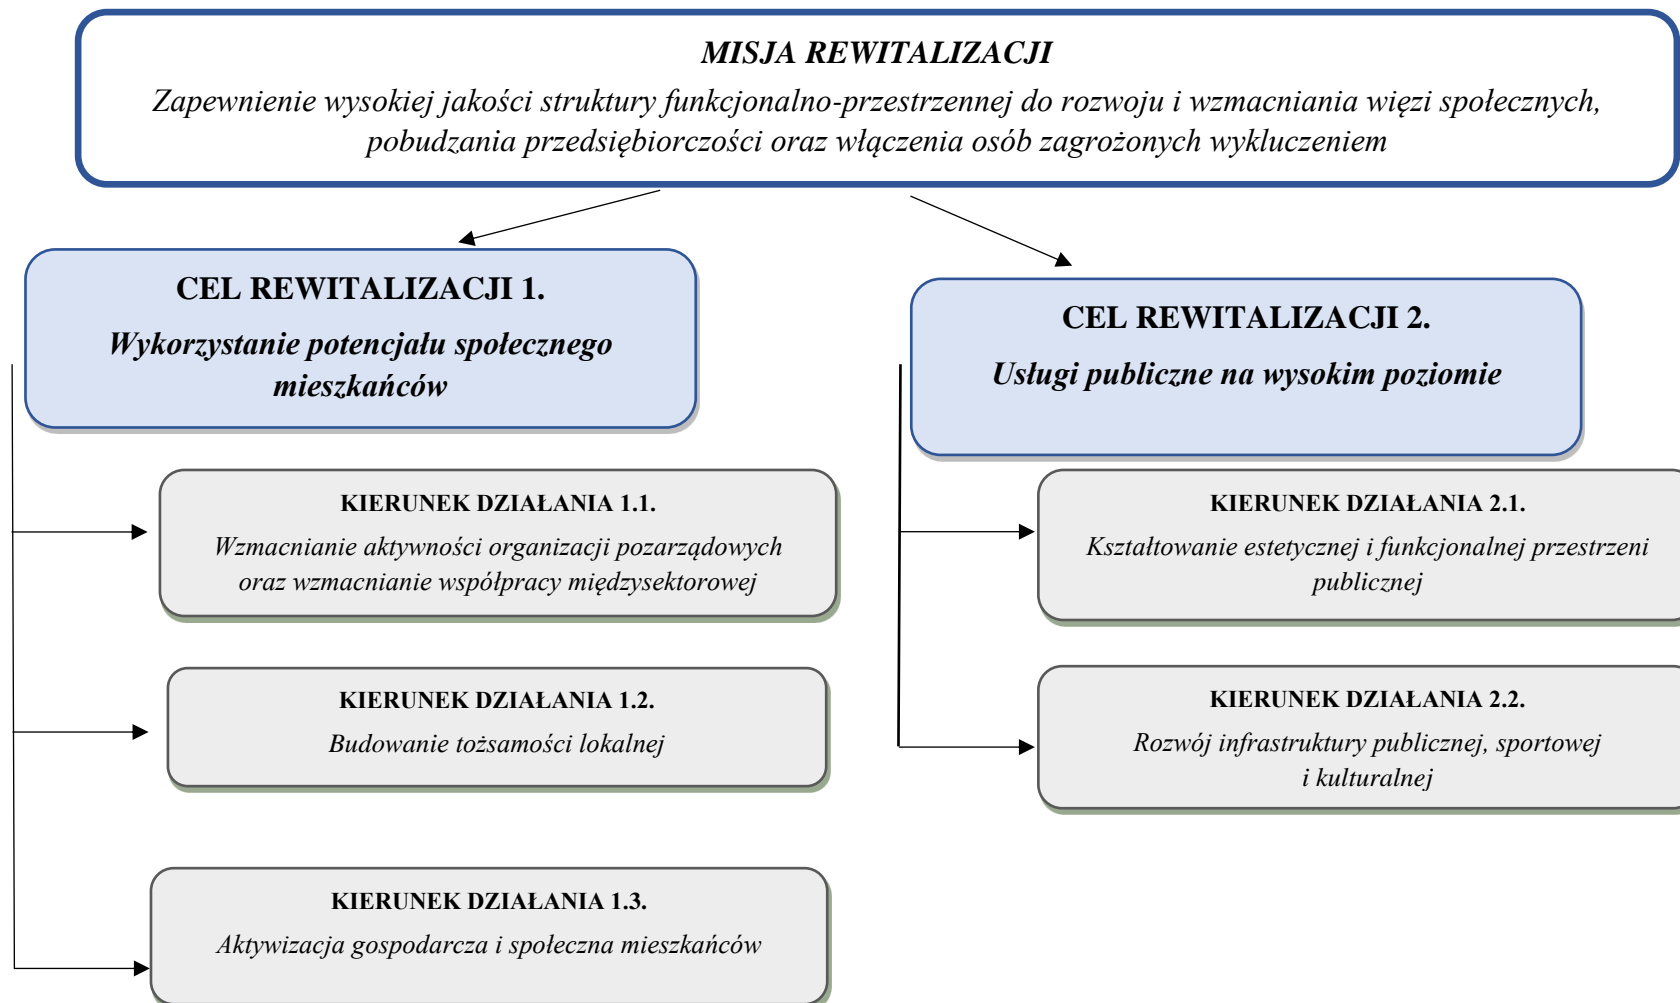 MISJA REWITALIZACJI
Zapewnienie wysokiej jakości struktury funkcjonalno-przestrzennej do rozwoju i wzmacniania więzi społecznych,
pobudzania przedsiębiorczości oraz włączenia osób zagrożonych wykluczeniem
CEL REWITALIZACJI 1.
Wykorzystanie potencjału społecznego
mieszkańców
CEL REWITALIZACJI 2.
Usługi publiczne na wysokim poziomie
KIERUNEK DZIAŁANIA 1.1.
Wzmacnianie aktywności organizacji pozarządowych
oraz wzmacnianie współpracy międzysektorowej
KIERUNEK DZIAŁANIA 1.2.
Budowanie tożsamości lokalnej
KIERUNEK DZIAŁANIA 1.3.
Aktywizacja gospodarcza i społeczna mieszkańców
KIERUNEK DZIAŁANIA 2.1.
Kształtowanie estetycznej i funkcjonalnej przestrzeni
publicznej
KIERUNEK DZIAŁANIA 2.2.
Rozwój infrastruktury publicznej, sportowej
i kulturalnej